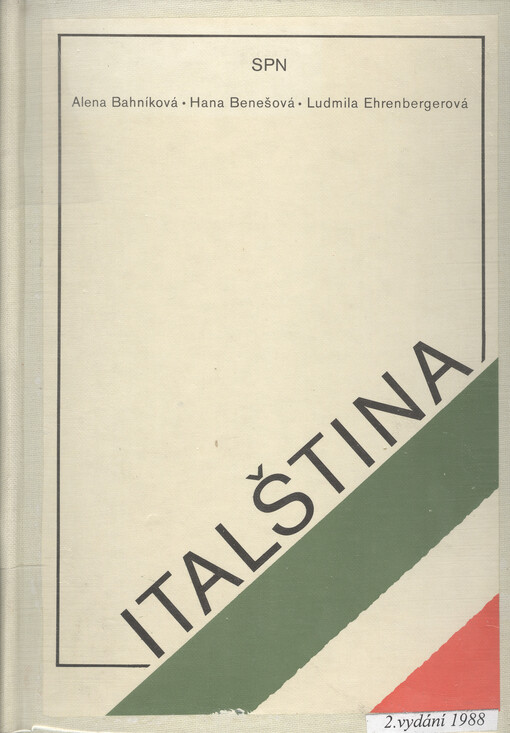 SPN
Alena Bahníková • Hana Benešová • Ludmila Ehrenbergerová
ITALŠTINA
2.vydání 1988